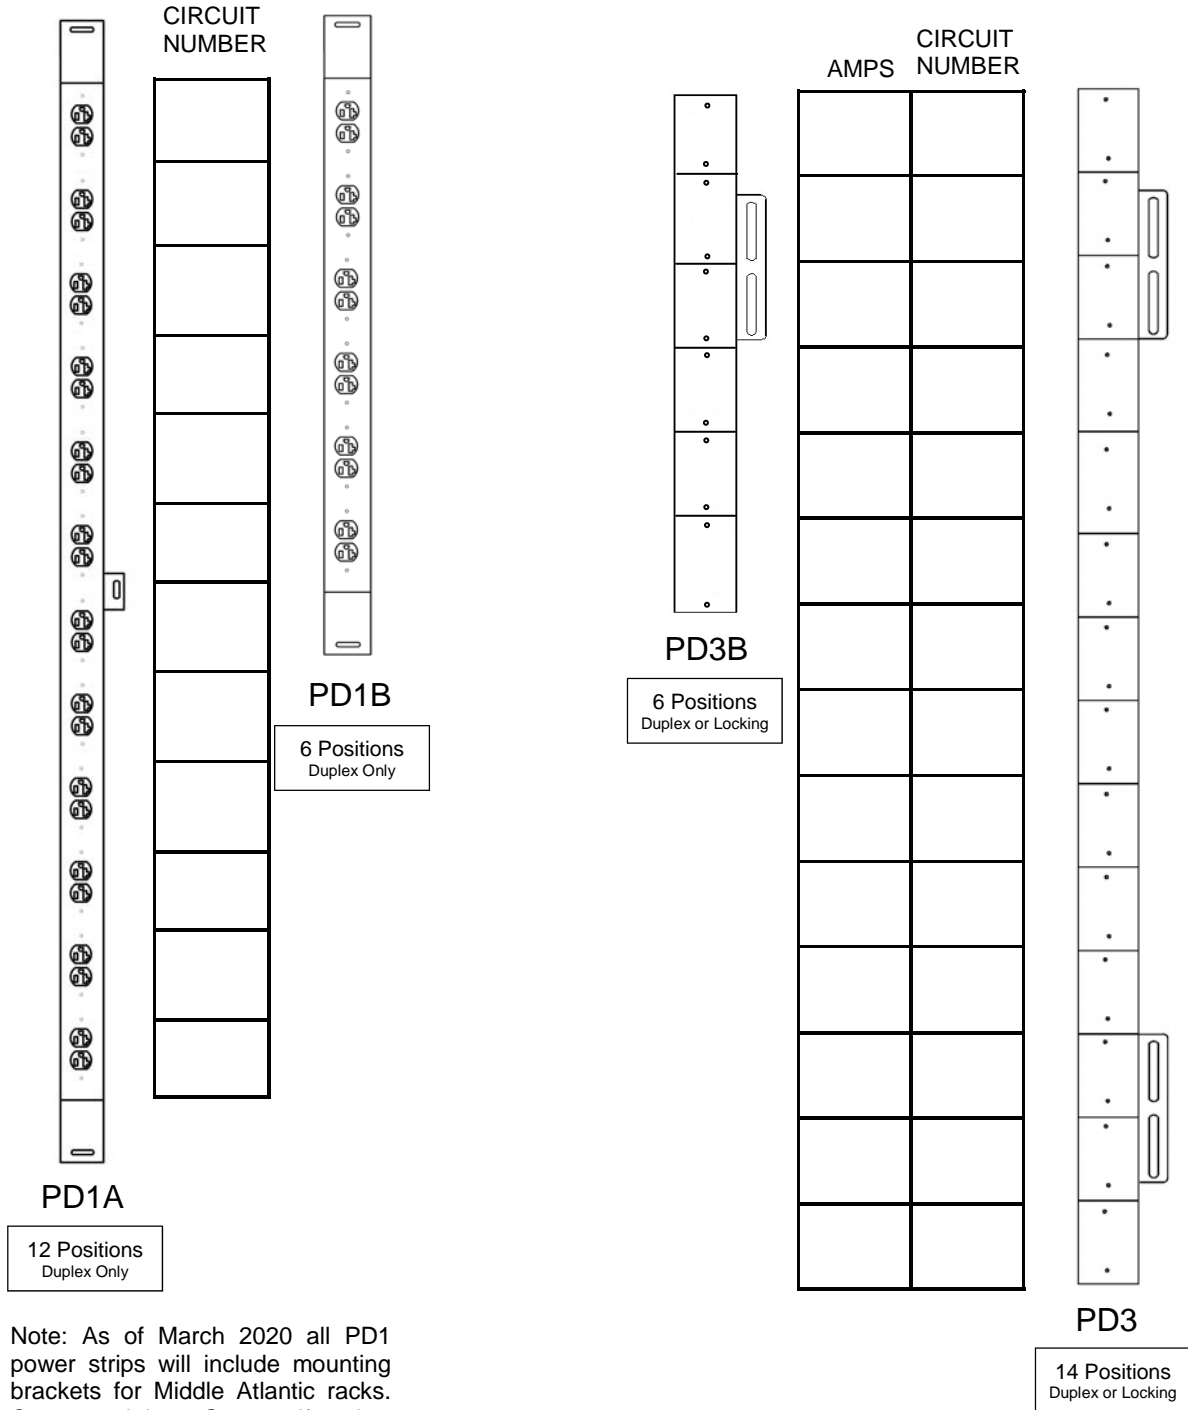 CIRCUIT
NUMBER
PD1B
6 Positions
Duplex Only
PD1A
12 Positions
Duplex Only
Note: As of March 2020 all PD1
power strips will include mounting
brackets for Middle Atlantic racks.
AMPS
CIRCUIT
NUMBER
PD3B
6 Positions
Duplex or Locking
PD3
14 Positions
Duplex or Locking